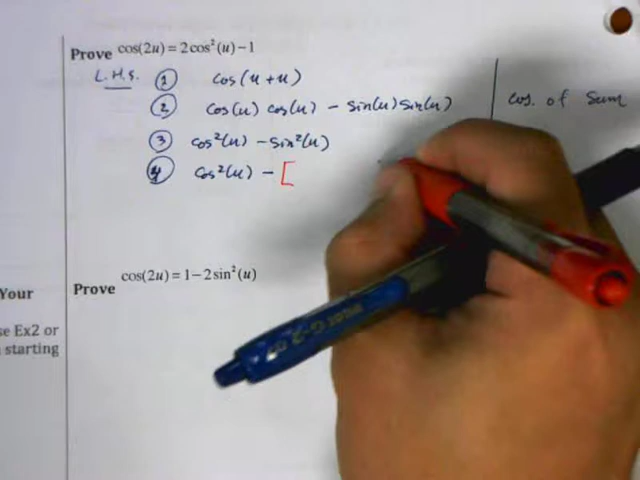 Prove cos(2u) = 2cos²(u) − 1
L.H.S. ① cos(u+u)
② cos(u) cos(u) − sin(u) sin(u) cos. of Sum
③ cos²(u) − sin²(u)
④ cos²(u) − [
Prove cos(2u) = 1 − 2sin²(u)
Your
se Ex2 or
starting